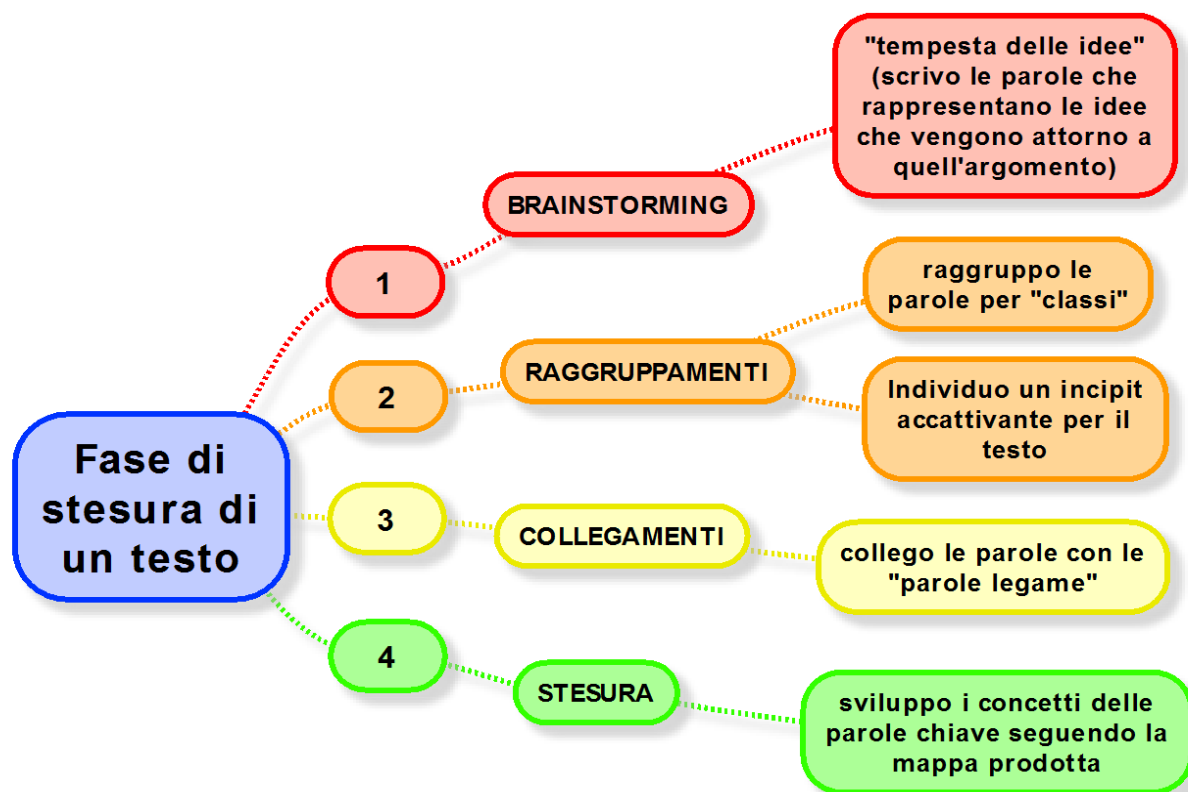 Fase di
stesura di
un testo
1
BRAINSTORMING
"tempesta delle idee"
(scrivo le parole che
rappresentano le idee
che vengono attorno a
quell'argomento)
2
RAGGRUPPAMENTI
raggruppo le
parole per "classi"
Individuo un incipit
accattivante per il
testo
3
COLLEGAMENTI
collego le parole con le
"parole legame"
4
STESURA
sviluppo i concetti delle
parole chiave seguendo la
mappa prodotta